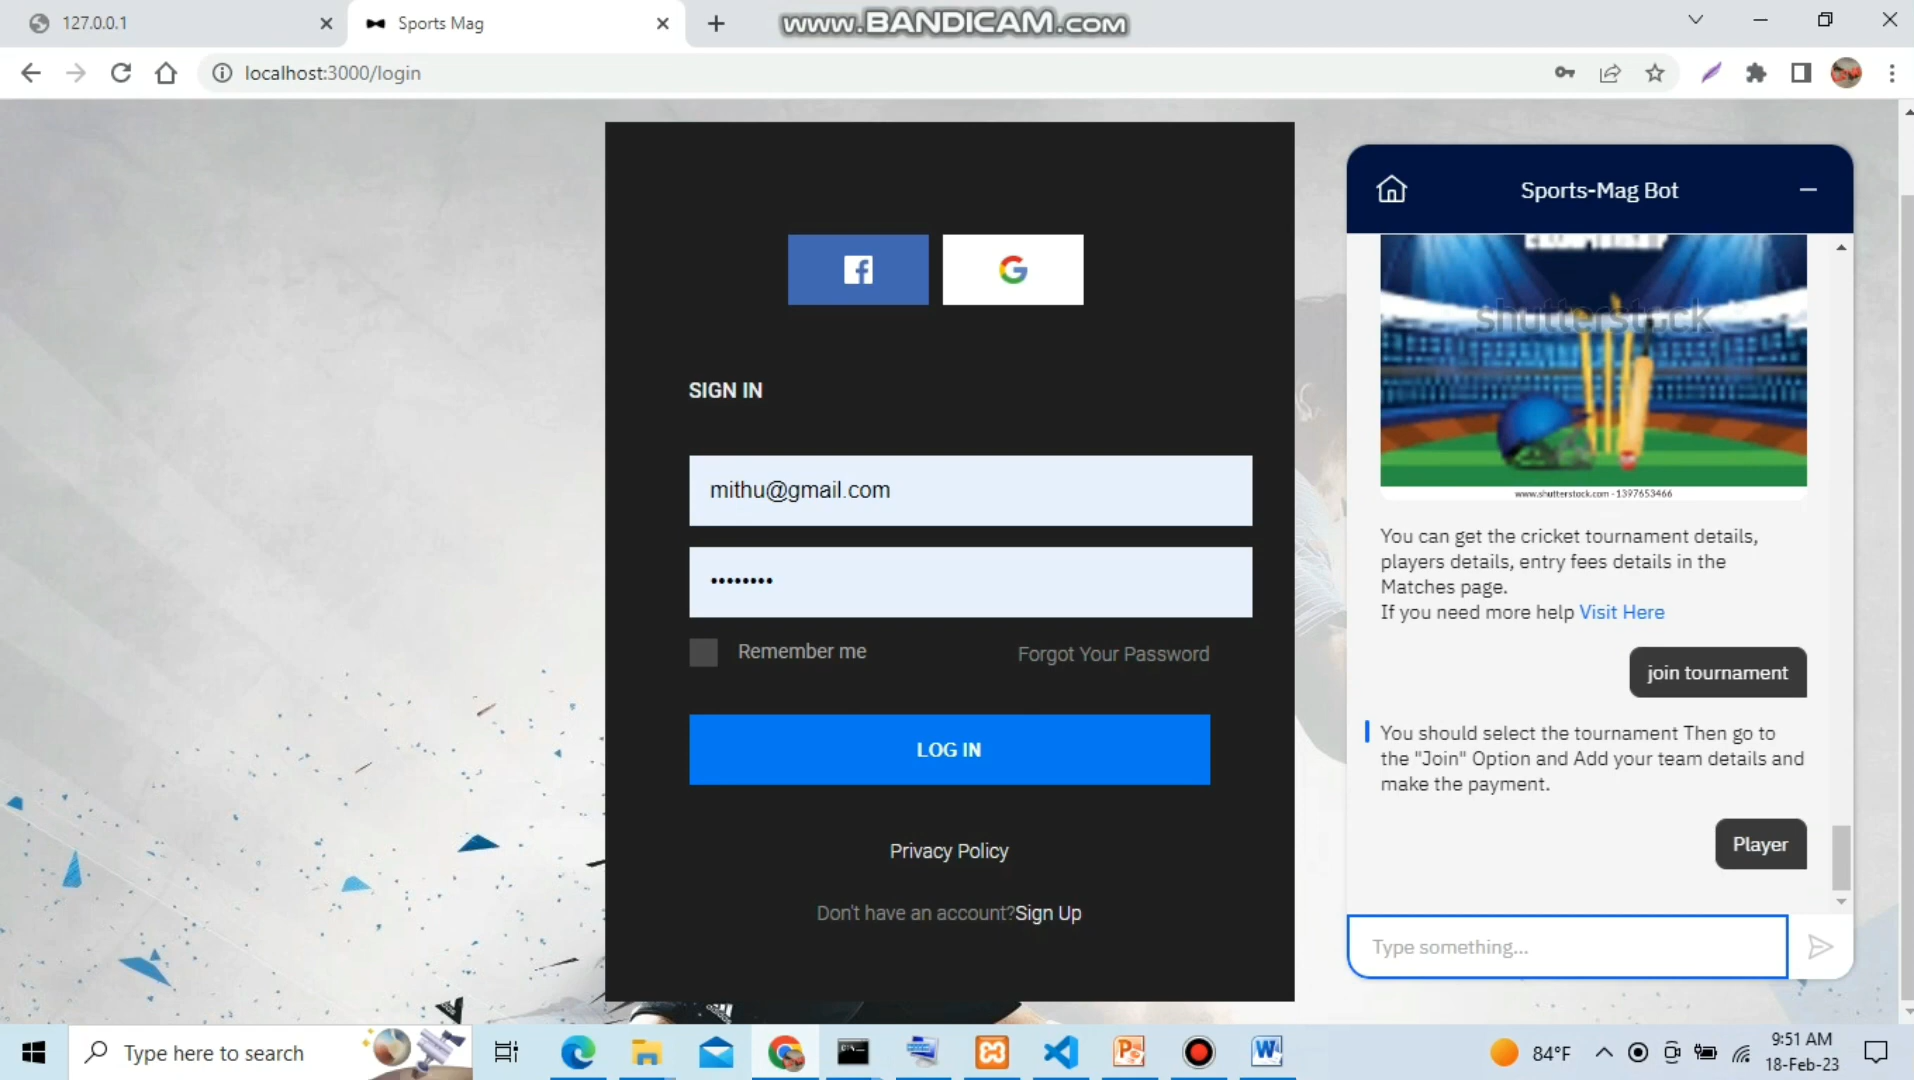 127.0.0.1
Sports Mag
www.BANDICAM.com
localhost:3000/login
Sports-Mag Bot
shutterstock
www.shutterstock.com · 1397653466
You can get the cricket tournament details,
players details, entry fees details in the
Matches page.
If you need more help Visit Here
join tournament
You should select the tournament Then go to
the "Join" Option and Add your team details and
make the payment.
Player
Type something...
SIGN IN
mithu@gmail.com
••••••••
Remember me
Forgot Your Password
LOG IN
Privacy Policy
Don't have an account?Sign Up
adidas
Type here to search
84°F
9:51 AM
18-Feb-23